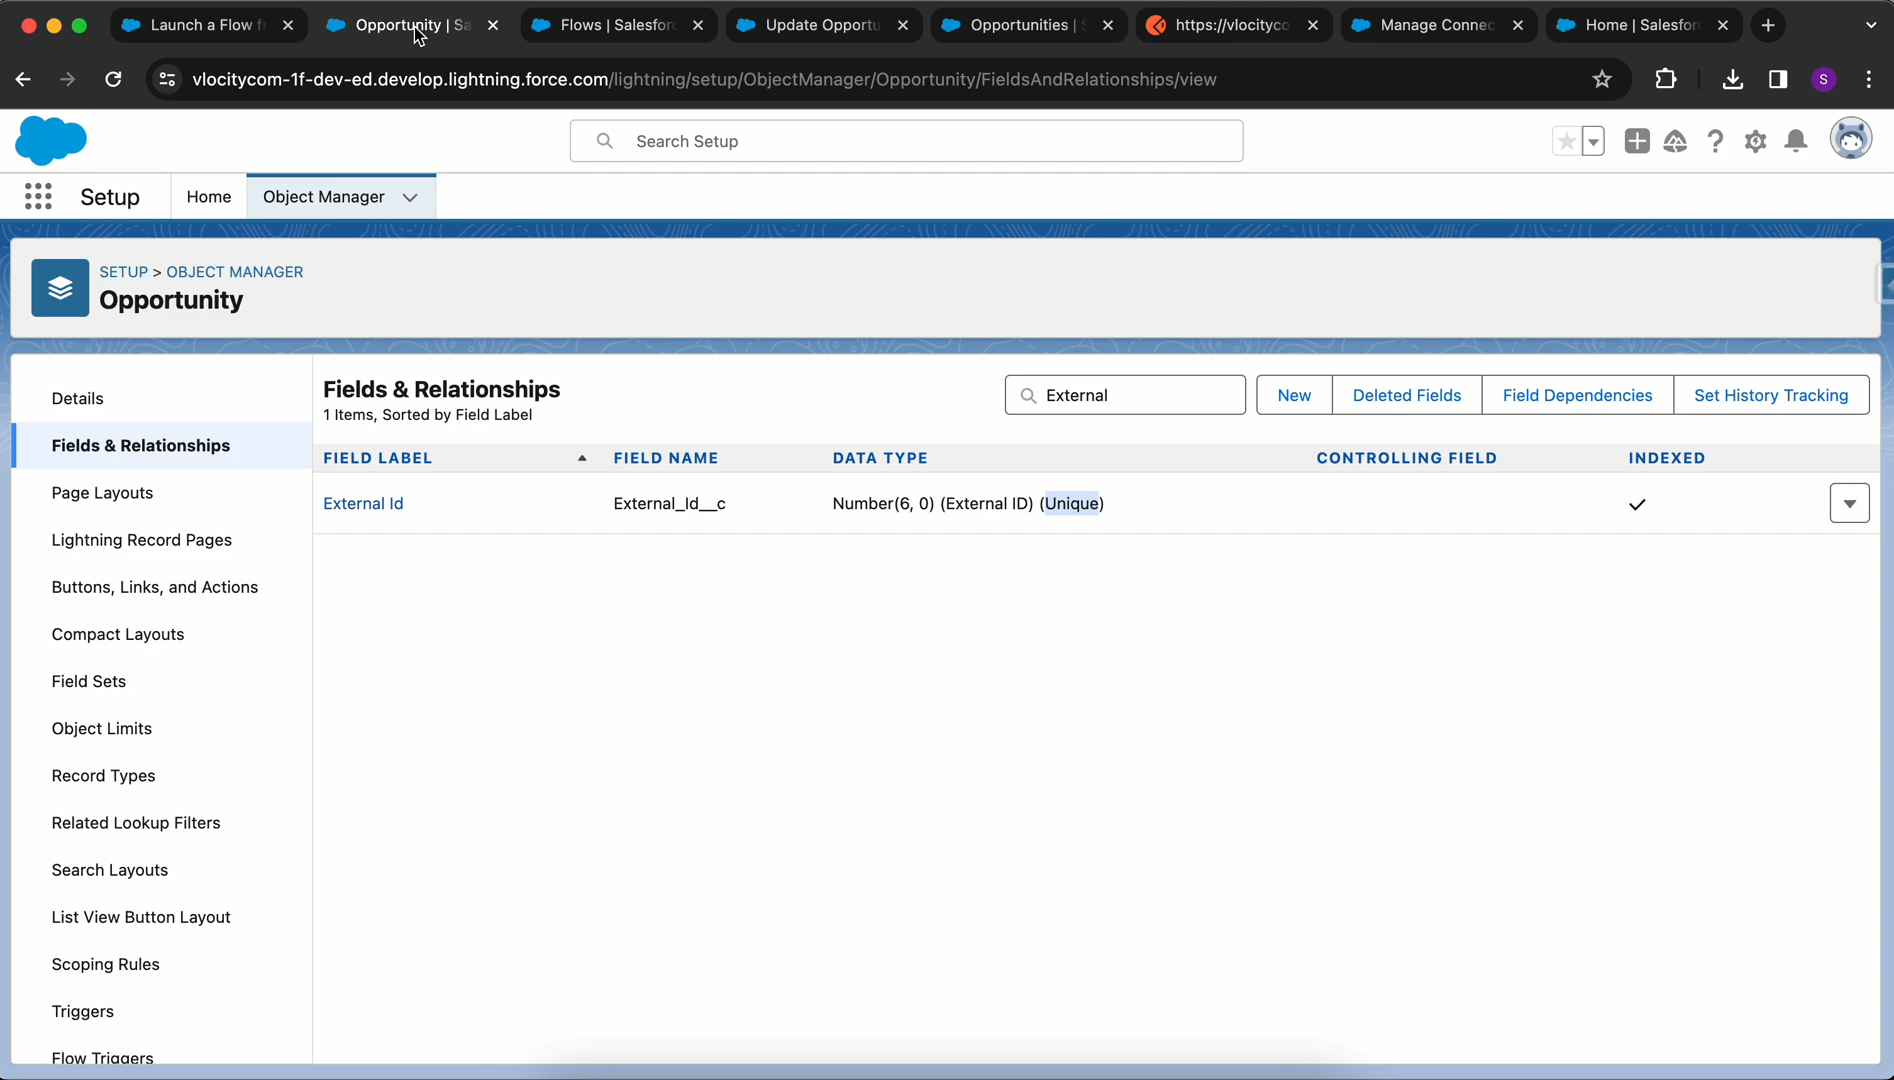 Launch a Flow f
Opportunity | Sa
Flows | Salesforc
Update Opportu
Opportunities | S
https://vlocityco
Manage Connec
Home | Salesforc
vlocitycom-1f-dev-ed.develop.lightning.force.com/lightning/setup/ObjectManager/Opportunity/FieldsAndRelationships/view
S
Search Setup
Setup
Home
Object Manager
SETUP > OBJECT MANAGER
Opportunity
Details
Fields & Relationships
Page Layouts
Lightning Record Pages
Buttons, Links, and Actions
Compact Layouts
Field Sets
Object Limits
Record Types
Related Lookup Filters
Search Layouts
List View Button Layout
Scoping Rules
Triggers
Flow Triggers
Fields & Relationships
1 Items, Sorted by Field Label
External
New
Deleted Fields
Field Dependencies
Set History Tracking
FIELD LABEL
FIELD NAME
DATA TYPE
CONTROLLING FIELD
INDEXED
External Id
External_Id__c
Number(6, 0) (External ID) (Unique)